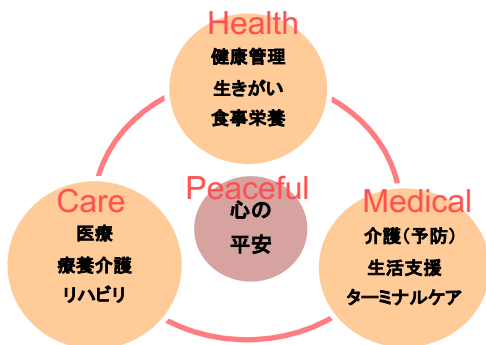 Health
健康管理
生きがい
食事栄養
Care
医療
療養介護
リハビリ
Peaceful
心の
平安
Medical
介護(予防)
生活支援
ターミナルケア